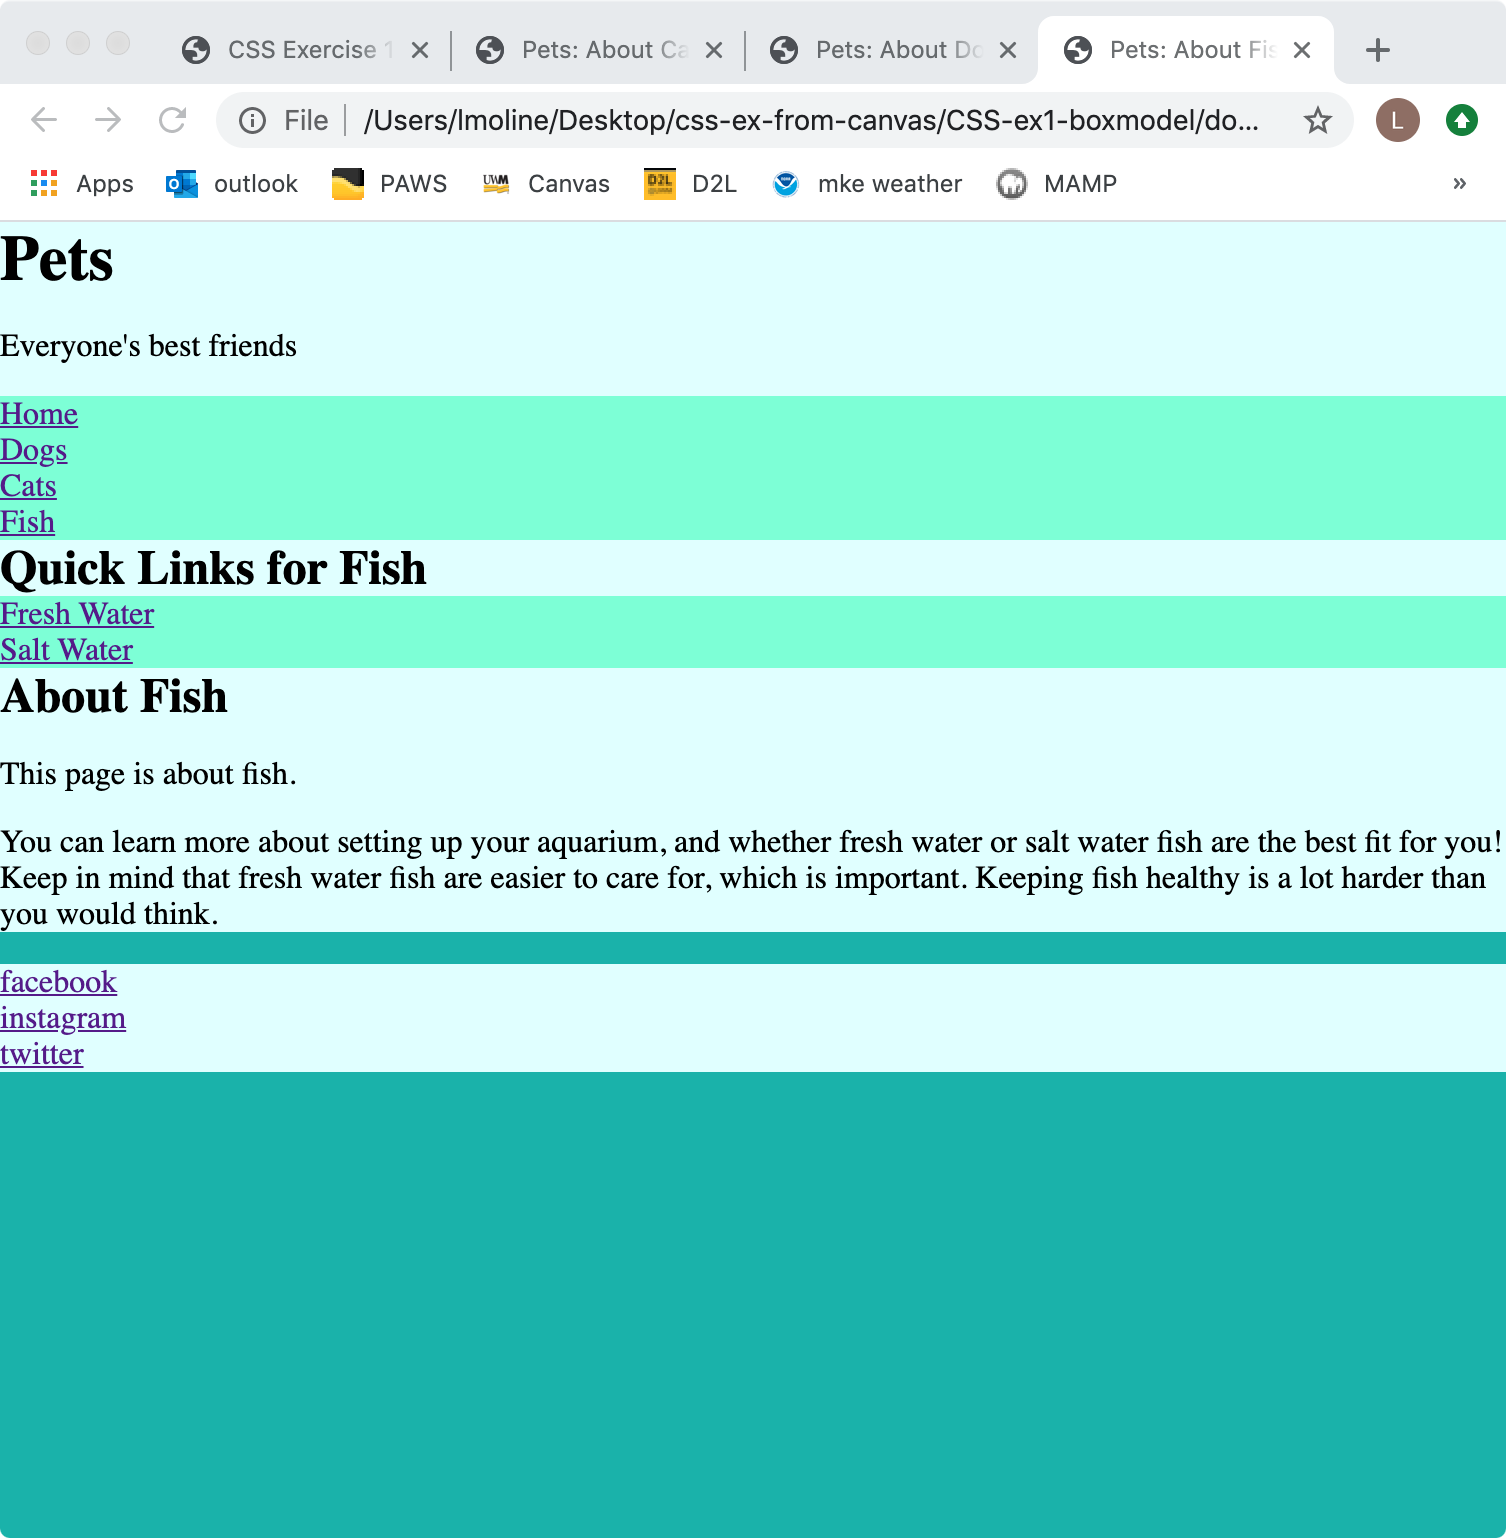 CSS Exercise 1
Pets: About Ca
Pets: About Do
Pets: About Fis
File
/Users/lmoline/Desktop/css-ex-from-canvas/CSS-ex1-boxmodel/do...
L
Apps
outlook
PAWS
UWM
Canvas
D2L
D2L
mke weather
MAMP
»
Pets
Everyone's best friends
Home
Dogs
Cats
Fish
Quick Links for Fish
Fresh Water
Salt Water
About Fish
This page is about fish.
You can learn more about setting up your aquarium, and whether fresh water or salt water fish are the best fit for you!
Keep in mind that fresh water fish are easier to care for, which is important. Keeping fish healthy is a lot harder than
you would think.
facebook
instagram
twitter